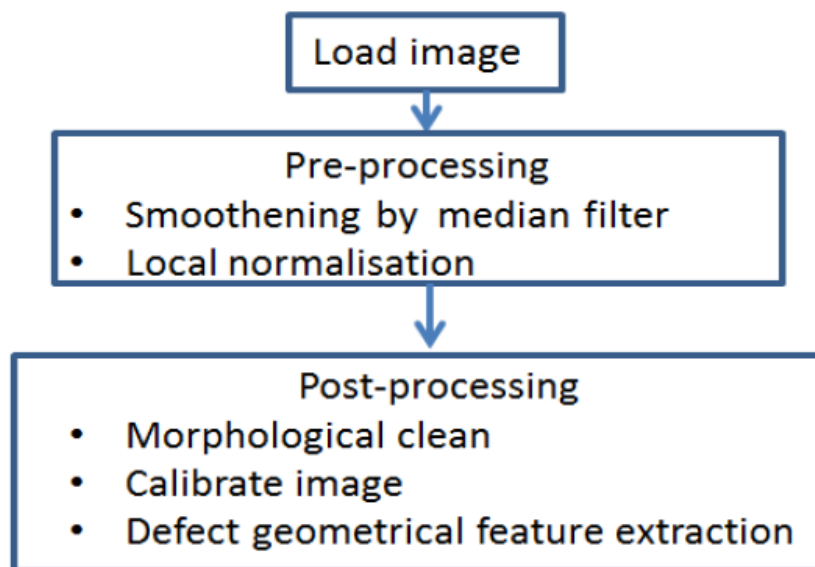 Load image
Pre-processing
• Smoothening by median filter
• Local normalisation
Post-processing
• Morphological clean
• Calibrate image
• Defect geometrical feature extraction